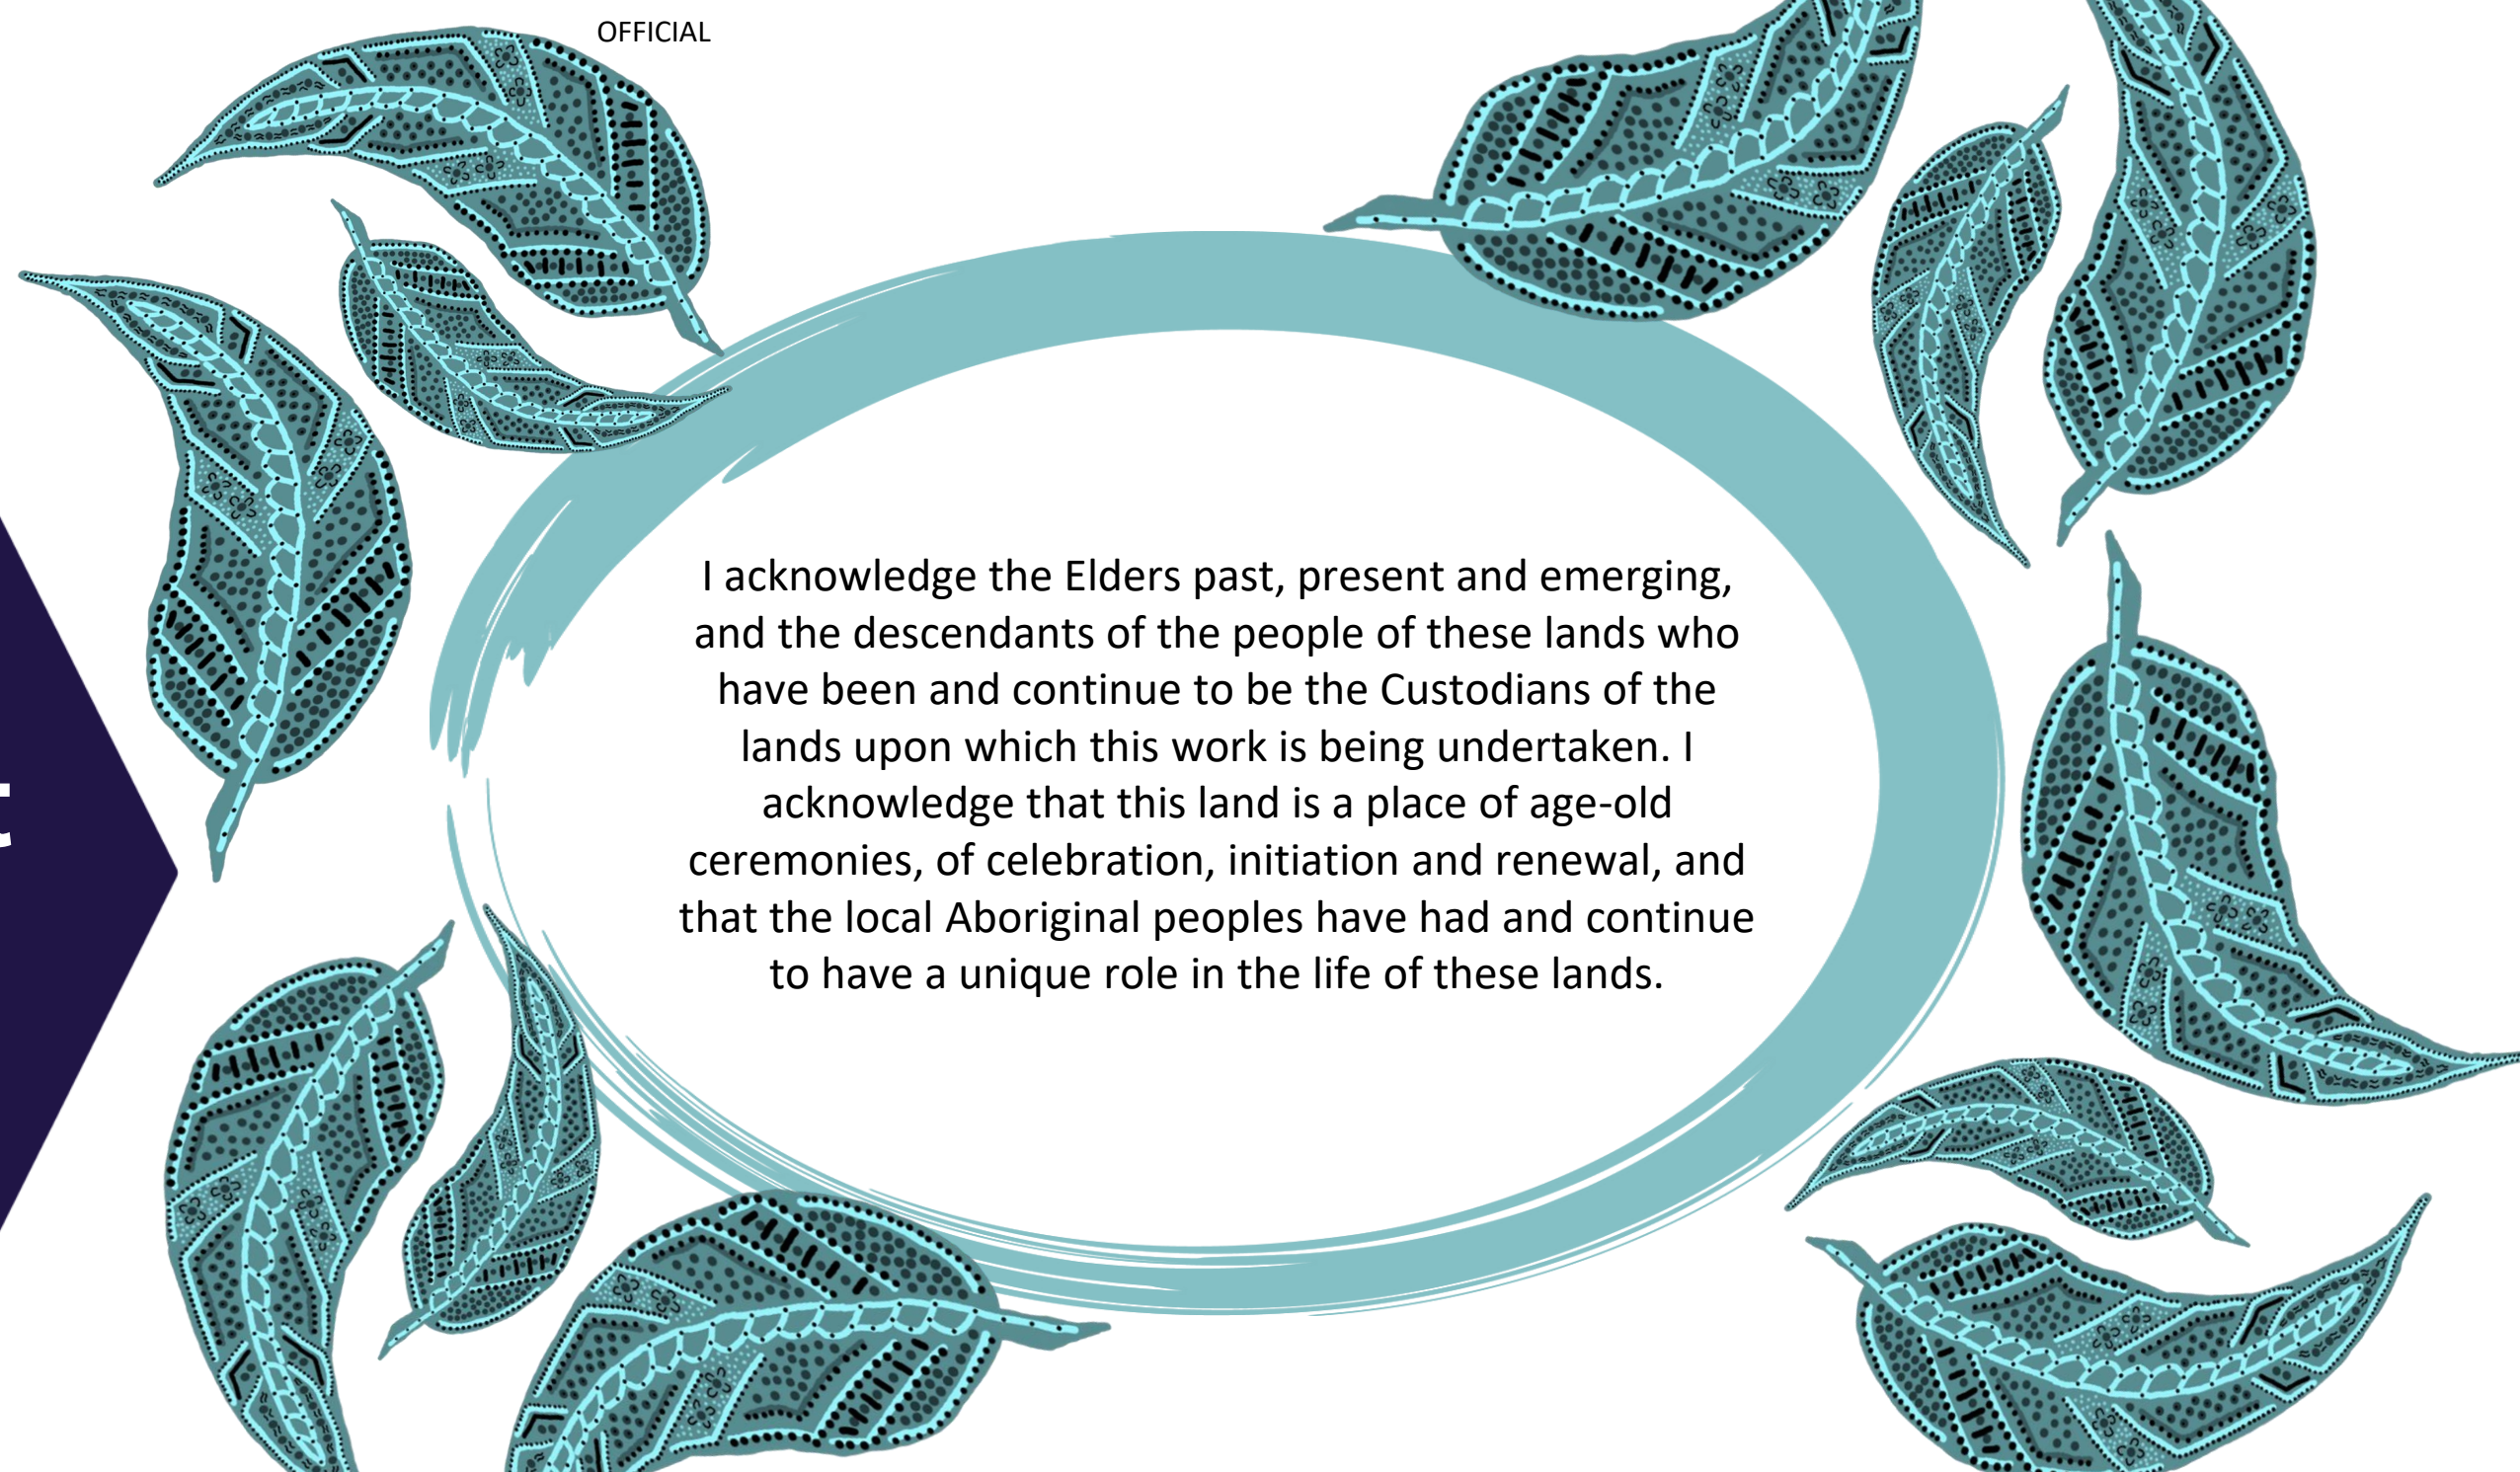 OFFICIAL
I acknowledge the Elders past, present and emerging,
and the descendants of the people of these lands who
have been and continue to be the Custodians of the
lands upon which this work is being undertaken. I
acknowledge that this land is a place of age-old
ceremonies, of celebration, initiation and renewal, and
that the local Aboriginal peoples have had and continue
to have a unique role in the life of these lands.